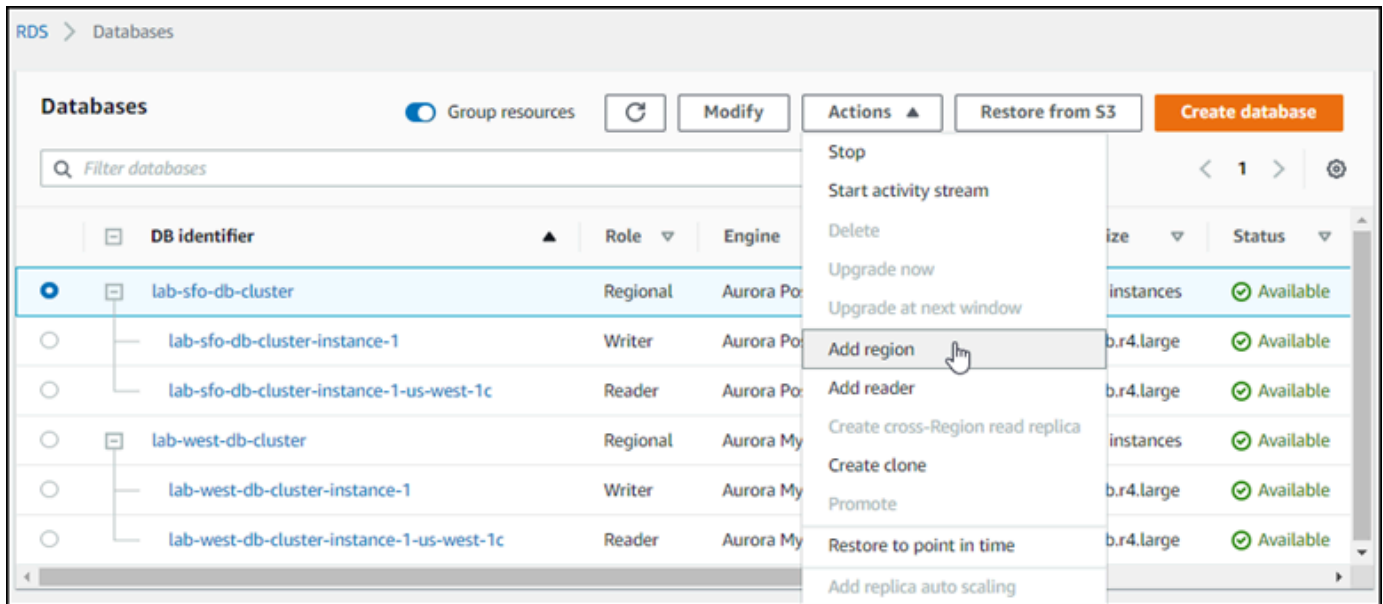 RDS > Databases
Databases Group resources Modify Actions ▲ Restore from S3 Create database
Filter databases < 1 >
DB identifier ▲ Role Engine ize Status
lab-sfo-db-cluster Regional Aurora Po instances Available
lab-sfo-db-cluster-instance-1 Writer Aurora Po b.r4.large Available
lab-sfo-db-cluster-instance-1-us-west-1c Reader Aurora Po b.r4.large Available
lab-west-db-cluster Regional Aurora My instances Available
lab-west-db-cluster-instance-1 Writer Aurora My b.r4.large Available
lab-west-db-cluster-instance-1-us-west-1c Reader Aurora My b.r4.large Available
Stop
Start activity stream
Delete
Upgrade now
Upgrade at next window
Add region
Add reader
Create cross-Region read replica
Create clone
Promote
Restore to point in time
Add replica auto scaling